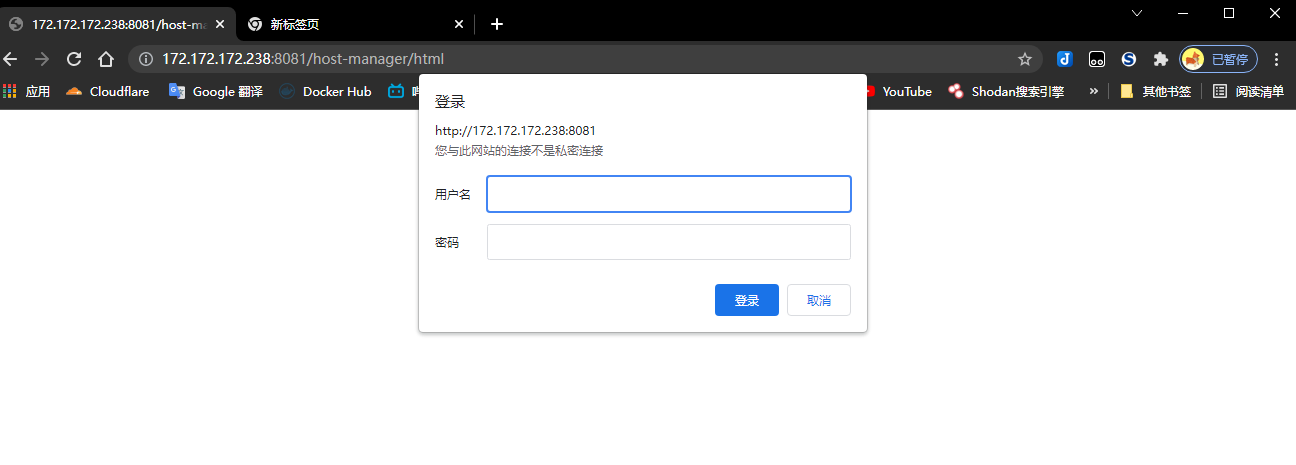 172.172.172.238:8081/host-ma
新标签页
172.172.172.238:8081/host-manager/html
已暂停
应用
Cloudflare
Google 翻译
Docker Hub
YouTube
Shodan搜索引擎
»
其他书签
阅读清单
登录
http://172.172.172.238:8081
您与此网站的连接不是私密连接
用户名
密码
登录
取消